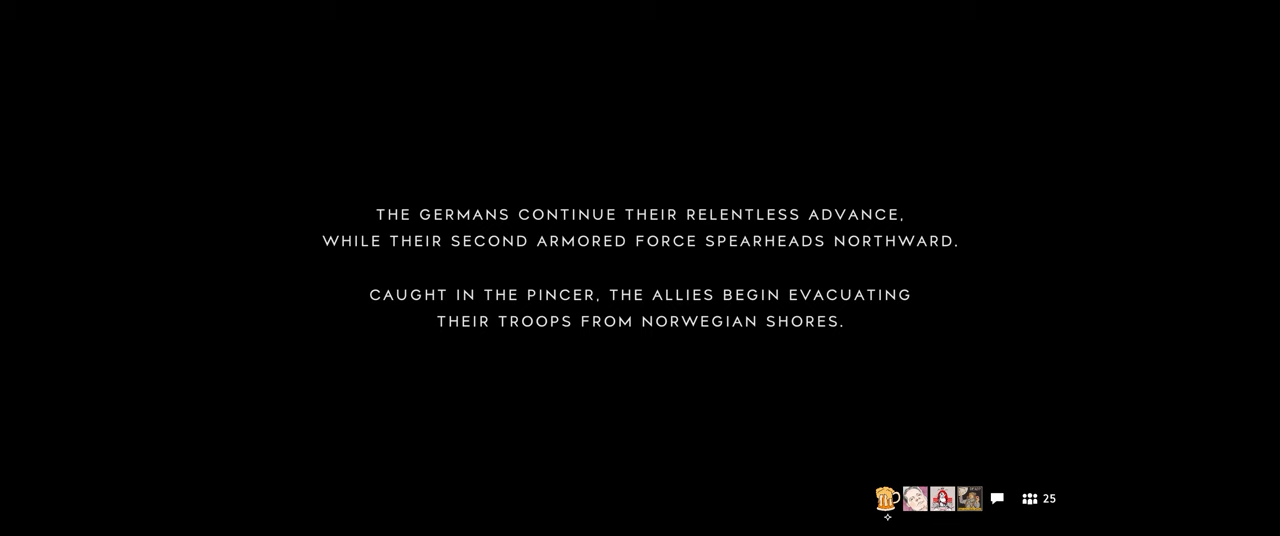 THE GERMANS CONTINUE THEIR RELENTLESS ADVANCE,
WHILE THEIR SECOND ARMORED FORCE SPEARHEADS NORTHWARD.
CAUGHT IN THE PINCER, THE ALLIES BEGIN EVACUATING
THEIR TROOPS FROM NORWEGIAN SHORES.
25